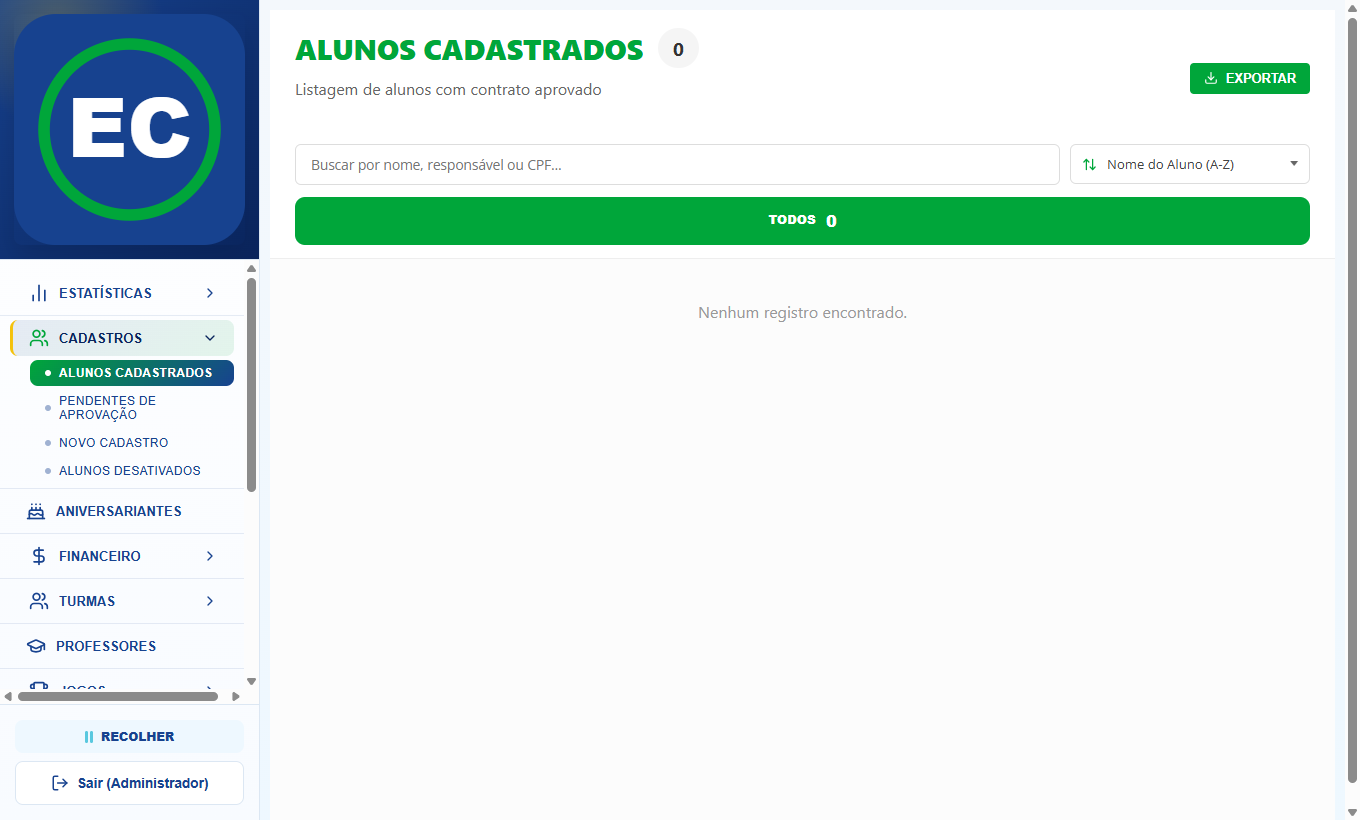 EC
ESTATÍSTICAS
CADASTROS
ALUNOS CADASTRADOS
PENDENTES DE
APROVAÇÃO
NOVO CADASTRO
ALUNOS DESATIVADOS
ANIVERSARIANTES
FINANCEIRO
TURMAS
PROFESSORES
JOGOS
RECOLHER
Sair (Administrador)
ALUNOS CADASTRADOS 0
Listagem de alunos com contrato aprovado
EXPORTAR
Buscar por nome, responsável ou CPF...
Nome do Aluno (A-Z)
TODOS 0
Nenhum registro encontrado.